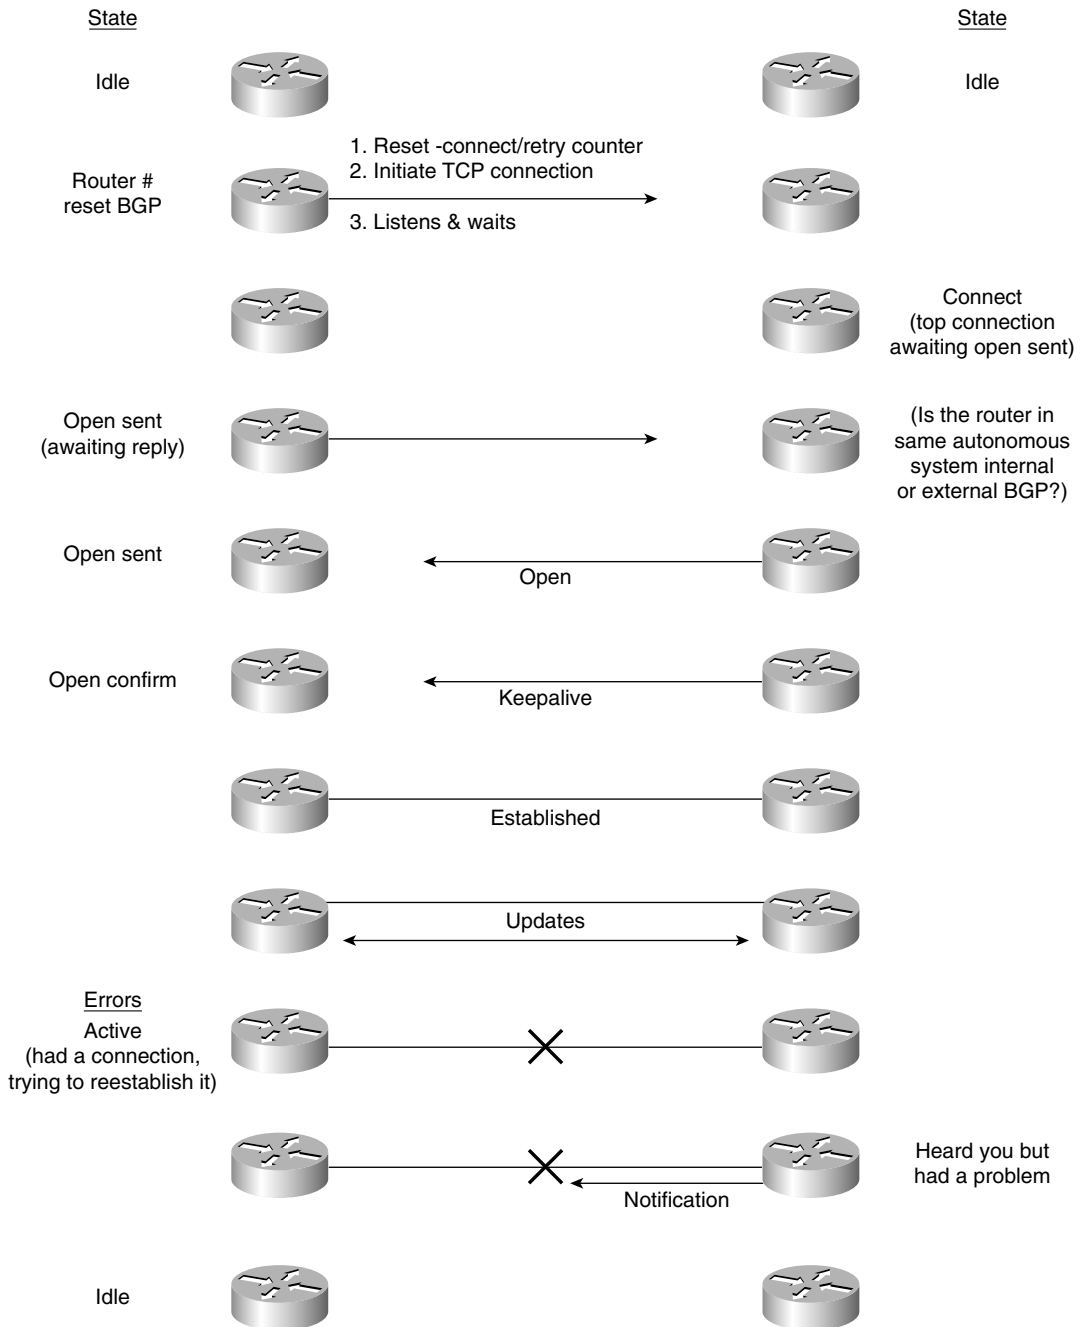 State
State
Idle
Idle
1. Reset -connect/retry counter
2. Initiate TCP connection
Router #
reset BGP
3. Listens & waits
Connect
(top connection
awaiting open sent)
Open sent
(awaiting reply)
(Is the router in
same autonomous
system internal
or external BGP?)
Open sent
Open
Open confirm
Keepalive
Established
Updates
Errors
Active
(had a connection,
trying to reestablish it)
Heard you but
had a problem
Notification
Idle